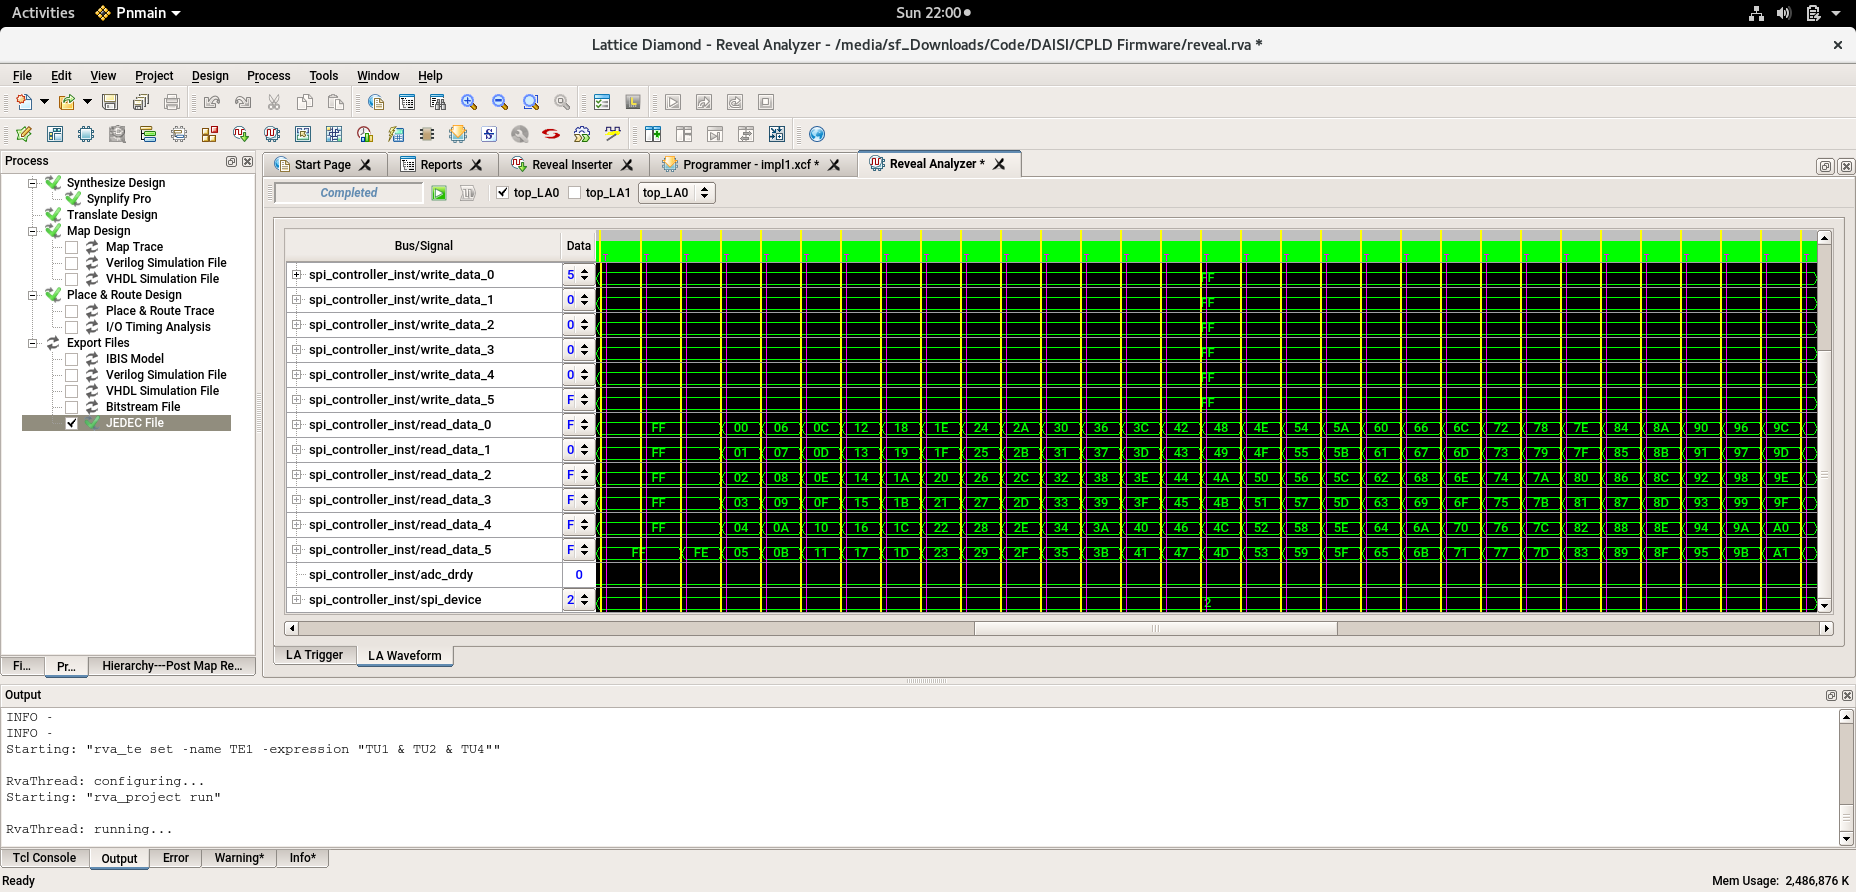 Activities Pnmain Sun 22:00
Lattice Diamond - Reveal Analyzer - /media/sf_Downloads/Code/DAISI/CPLD Firmware/reveal.rva *
File Edit View Project Design Process Tools Window Help
Process
Start Page Reports Reveal Inserter Programmer - impl1.xcf * Reveal Analyzer *
Synthesize Design
Synplify Pro
Translate Design
Map Design
Map Trace
Verilog Simulation File
VHDL Simulation File
Place & Route Design
Place & Route Trace
I/O Timing Analysis
Export Files
IBIS Model
Verilog Simulation File
VHDL Simulation File
Bitstream File
JEDEC File
Fi... Pr... Hierarchy---Post Map Re...
Completed top_LA0 top_LA1 top_LA0
Bus/Signal Data
spi_controller_inst/write_data_0 5 FF
spi_controller_inst/write_data_1 0 FF
spi_controller_inst/write_data_2 0 FF
spi_controller_inst/write_data_3 0 FF
spi_controller_inst/write_data_4 0 FF
spi_controller_inst/write_data_5 F FF
spi_controller_inst/read_data_0 F FF 00 06 0C 12 18 1E 24 2A 30 36 3C 42 48 4E 54 5A 60 66 6C 72 78 7E 84 8A 90 96 9C
spi_controller_inst/read_data_1 0 FF 01 07 0D 13 19 1F 25 2B 31 37 3D 43 49 4F 55 5B 61 67 6D 73 79 7F 85 8B 91 97 9D
spi_controller_inst/read_data_2 F FF 02 08 0E 14 1A 20 26 2C 32 38 3E 44 4A 50 56 5C 62 68 6E 74 7A 80 86 8C 92 98 9E
spi_controller_inst/read_data_3 F FF 03 09 0F 15 1B 21 27 2D 33 39 3F 45 4B 51 57 5D 63 69 6F 75 7B 81 87 8D 93 99 9F
spi_controller_inst/read_data_4 F FF 04 0A 10 16 1C 22 28 2E 34 3A 40 46 4C 52 58 5E 64 6A 70 76 7C 82 88 8E 94 9A A0
spi_controller_inst/read_data_5 F FF FE 05 0B 11 17 1D 23 29 2F 35 3B 41 47 4D 53 59 5F 65 6B 71 77 7D 83 89 8F 95 9B A1
spi_controller_inst/adc_drdy 0
spi_controller_inst/spi_device 2 2
LA Trigger LA Waveform
Output
INFO -
INFO -
Starting: "rva_te set -name TE1 -expression "TU1 & TU2 & TU4""
RvaThread: configuring...
Starting: "rva_project run"
RvaThread: running...
Tcl Console Output Error Warning* Info*
Ready Mem Usage: 2,486,876 K